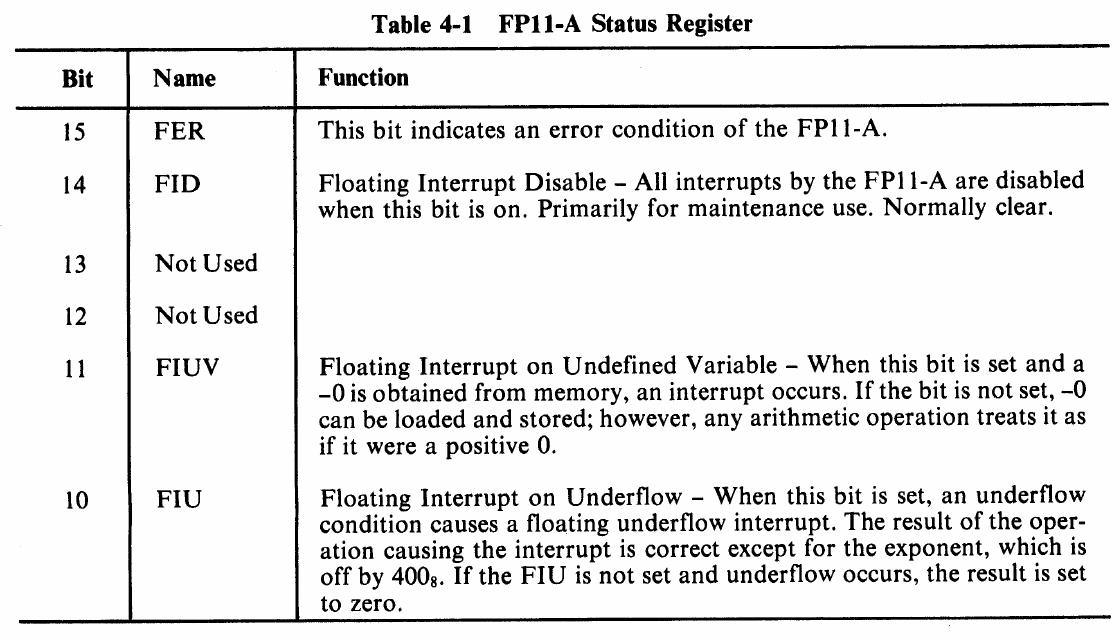 Table 4-1 FP11-A Status Register
Bit Name Function
15 FER This bit indicates an error condition of the FP11-A.
14 FID Floating Interrupt Disable – All interrupts by the FP11-A are disabled
when this bit is on. Primarily for maintenance use. Normally clear.
13 Not Used
12 Not Used
11 FIUV Floating Interrupt on Undefined Variable – When this bit is set and a
–0 is obtained from memory, an interrupt occurs. If the bit is not set, –0
can be loaded and stored; however, any arithmetic operation treats it as
if it were a positive 0.
10 FIU Floating Interrupt on Underflow – When this bit is set, an underflow
condition causes a floating underflow interrupt. The result of the oper-
ation causing the interrupt is correct except for the exponent, which is
off by 400₈. If the FIU is not set and underflow occurs, the result is set
to zero.